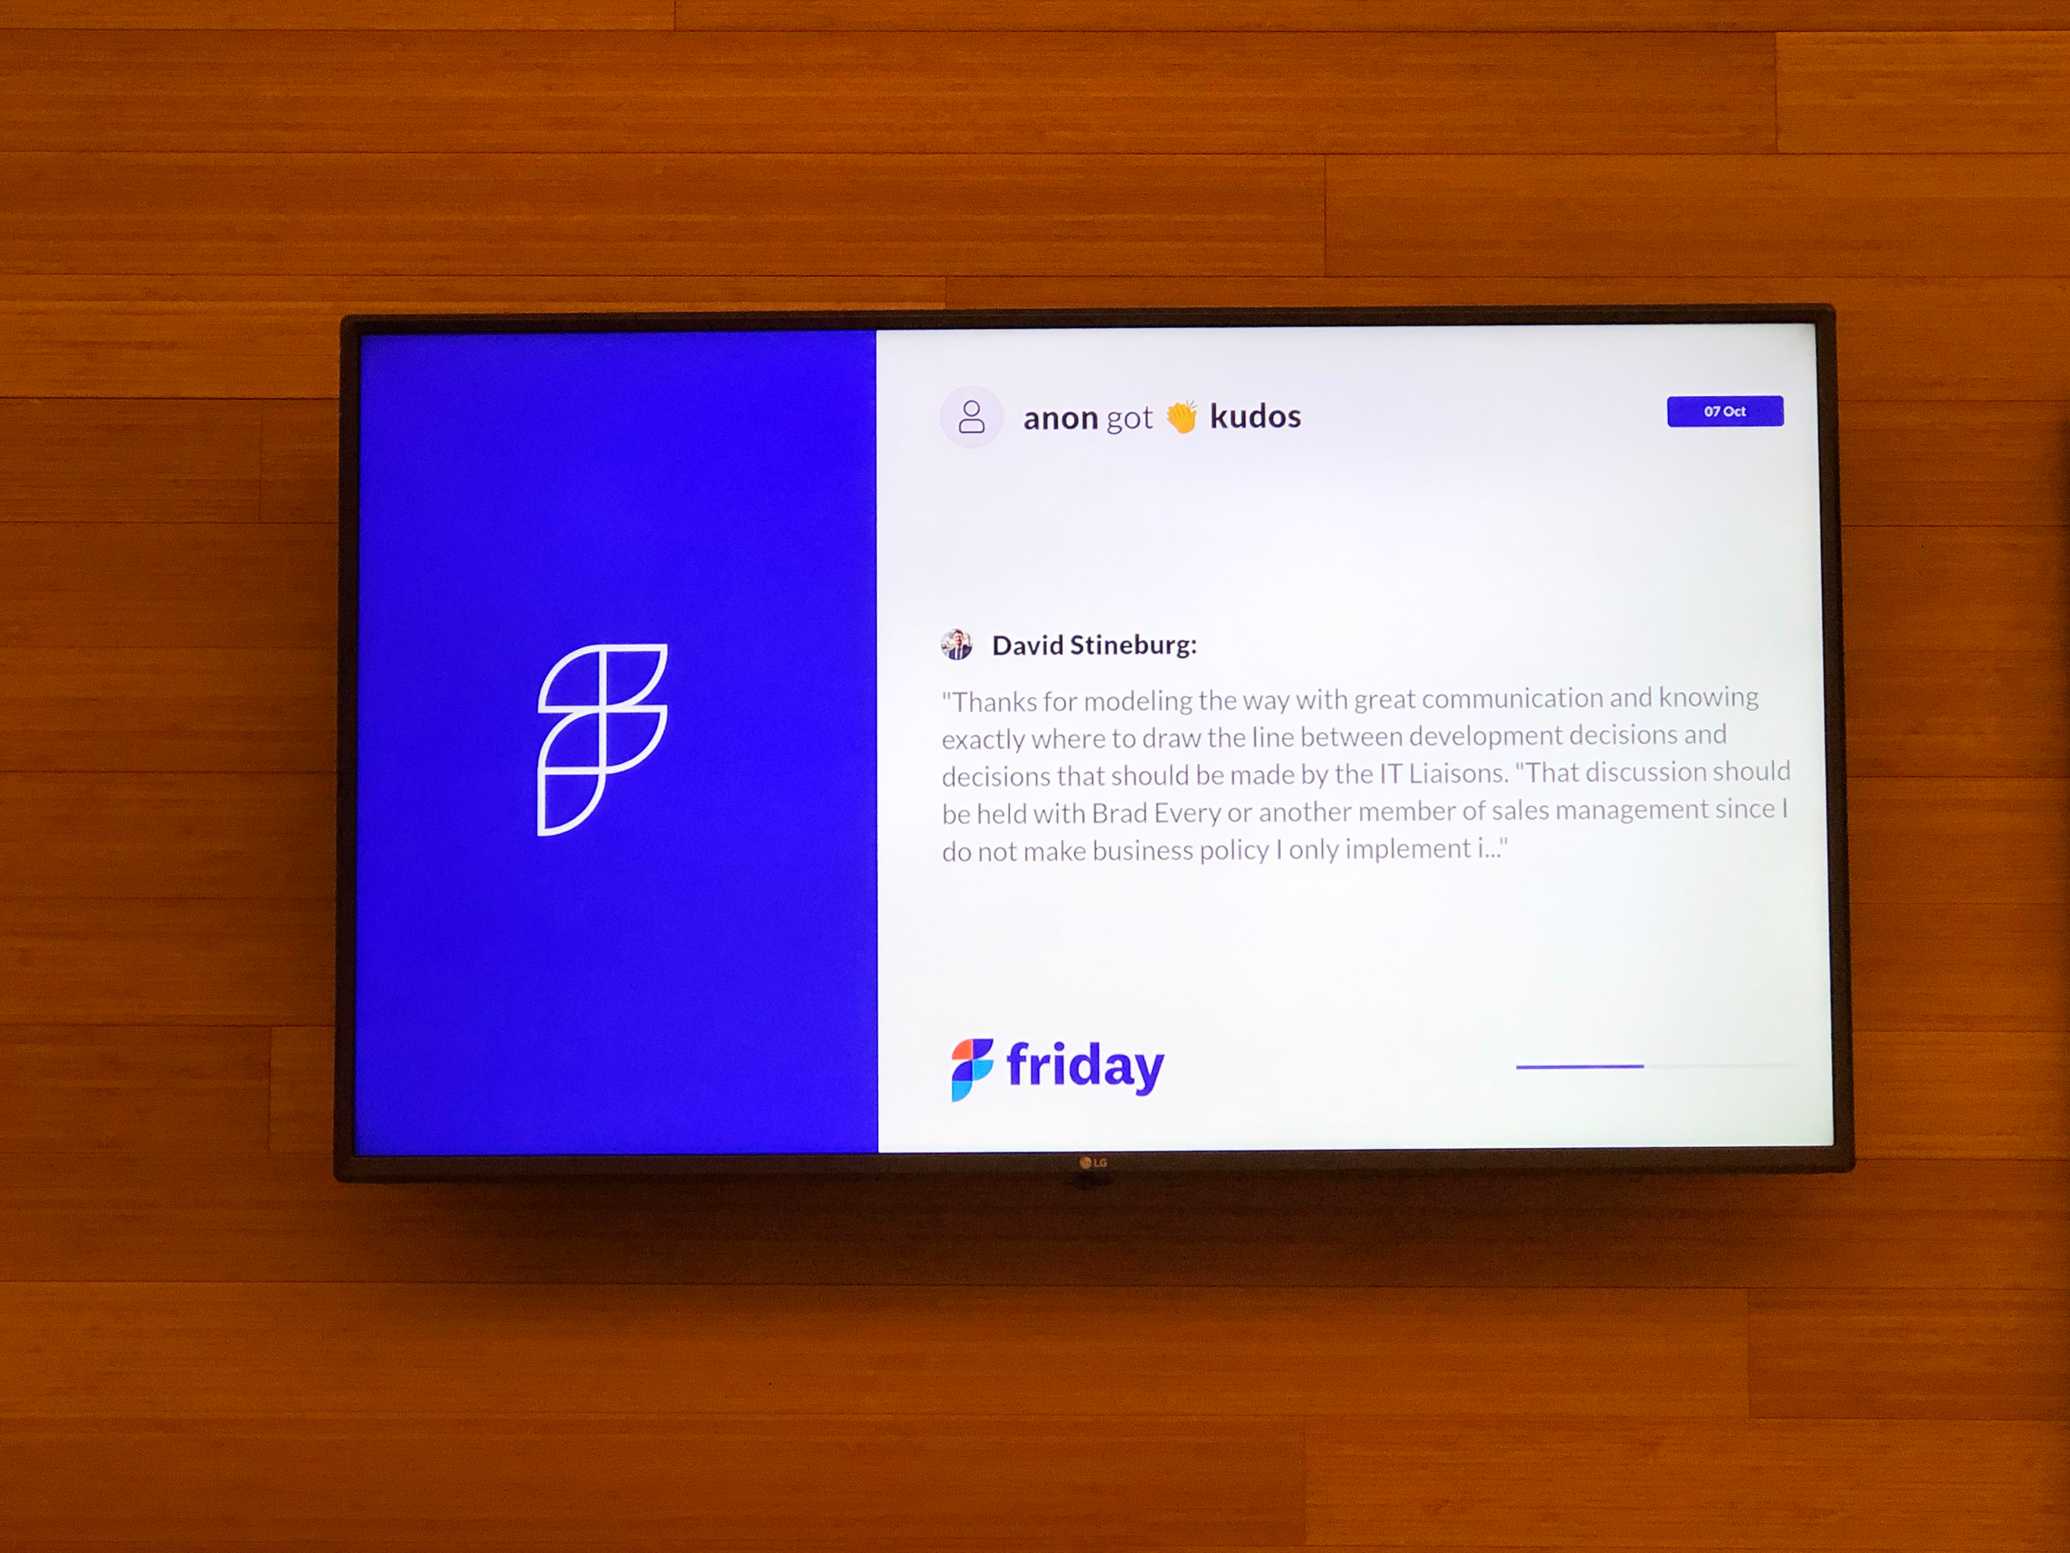 anon got 👏 kudos
07 Oct
David Stineburg:
"Thanks for modeling the way with great communication and knowing
exactly where to draw the line between development decisions and
decisions that should be made by the IT Liaisons. "That discussion should
be held with Brad Every or another member of sales management since I
do not make business policy I only implement i..."
friday
LG